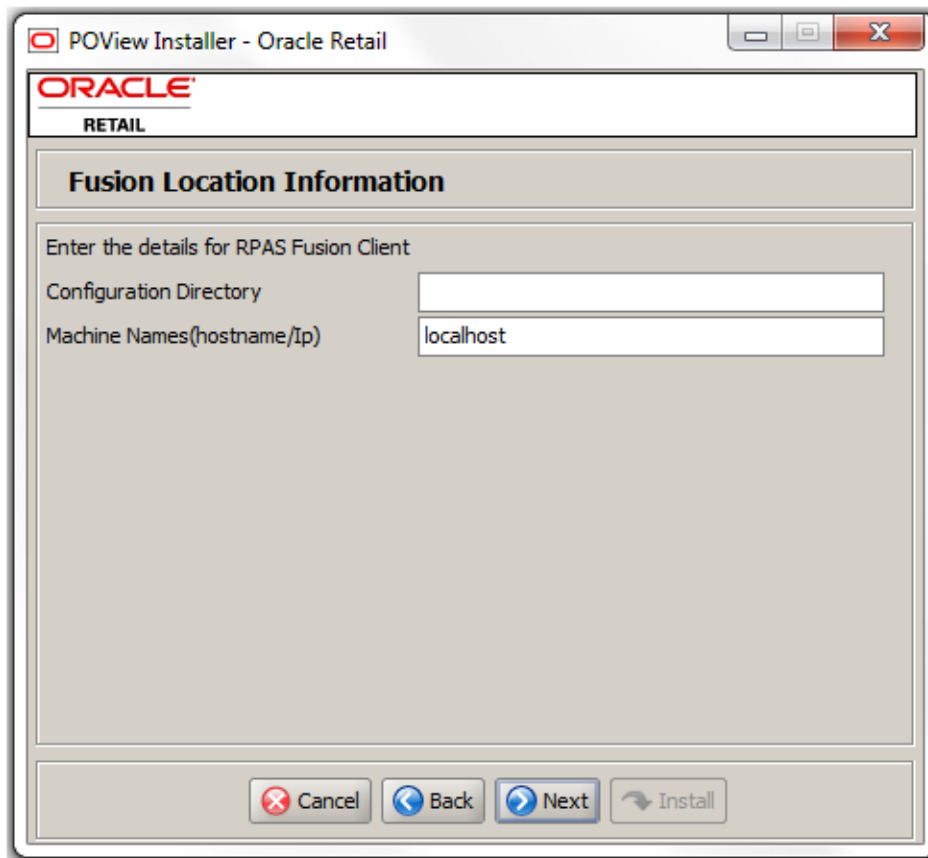 POView Installer - Oracle Retail
ORACLE
RETAIL
Fusion Location Information
Enter the details for RPAS Fusion Client
Configuration Directory
Machine Names(hostname/Ip) localhost
Cancel Back Next Install